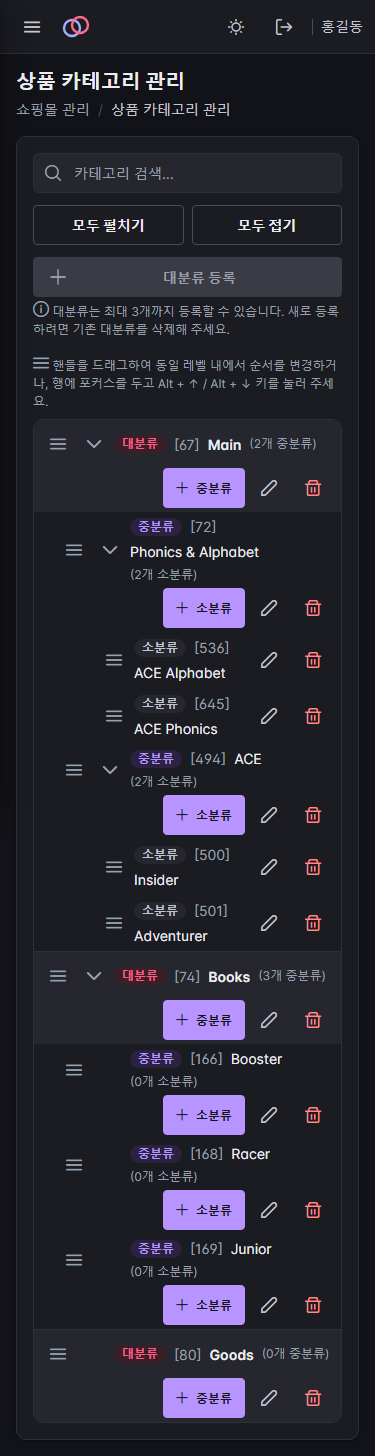 홍길동
상품 카테고리 관리
쇼핑몰 관리 / 상품 카테고리 관리
카테고리 검색...
모두 펼치기 모두 접기
대분류 등록
대분류는 최대 3개까지 등록할 수 있습니다. 새로 등록
하려면 기존 대분류를 삭제해 주세요.
핸들을 드래그하여 동일 레벨 내에서 순서를 변경하거
나, 행에 포커스를 두고 Alt + ↑ / Alt + ↓ 키를 눌러 주세
요.
대분류 [67] Main (2개 중분류)
+ 중분류
중분류 [72]
Phonics & Alphabet
(2개 소분류)
+ 소분류
소분류 [536]
ACE Alphabet
소분류 [645]
ACE Phonics
중분류 [494] ACE
(2개 소분류)
+ 소분류
소분류 [500]
Insider
소분류 [501]
Adventurer
대분류 [74] Books (3개 중분류)
+ 중분류
중분류 [166] Booster
(0개 소분류)
+ 소분류
중분류 [168] Racer
(0개 소분류)
+ 소분류
중분류 [169] Junior
(0개 소분류)
+ 소분류
대분류 [80] Goods (0개 중분류)
+ 중분류